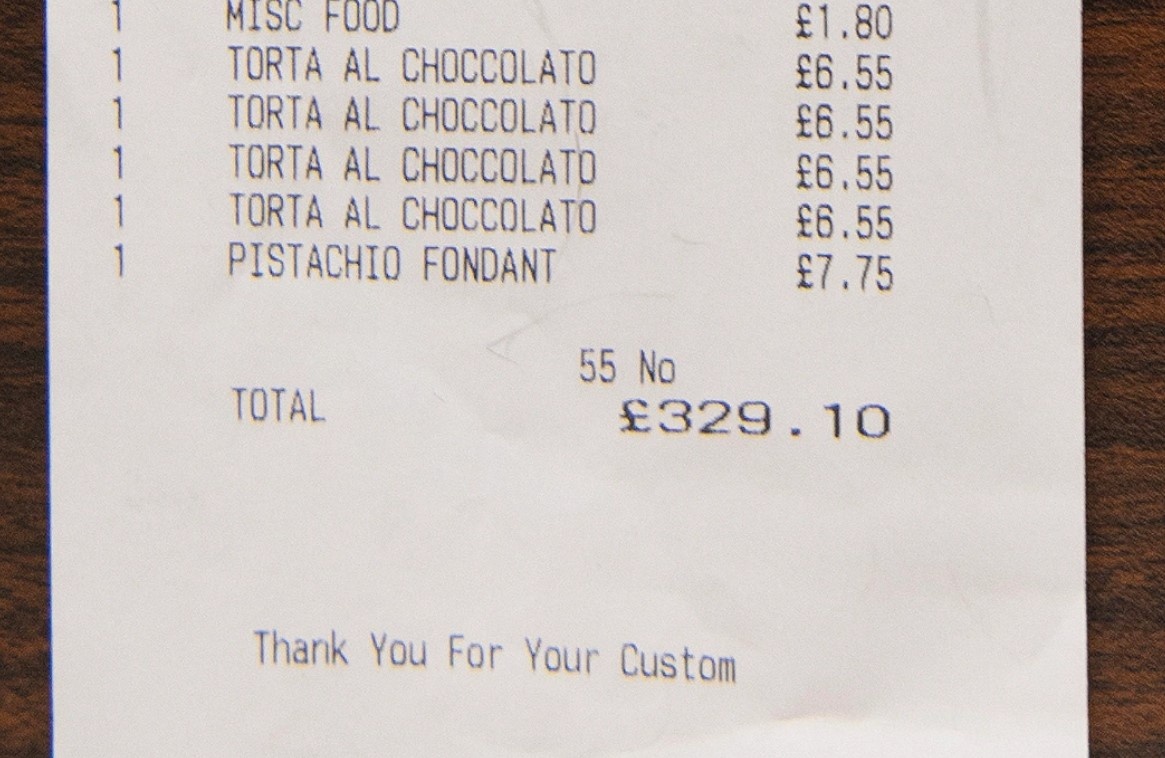 1 MISC FOOD £1.80
1 TORTA AL CHOCCOLATO £6.55
1 TORTA AL CHOCCOLATO £6.55
1 TORTA AL CHOCCOLATO £6.55
1 TORTA AL CHOCCOLATO £6.55
1 PISTACHIO FONDANT £7.75
55 No
TOTAL £329.10
Thank You For Your Custom